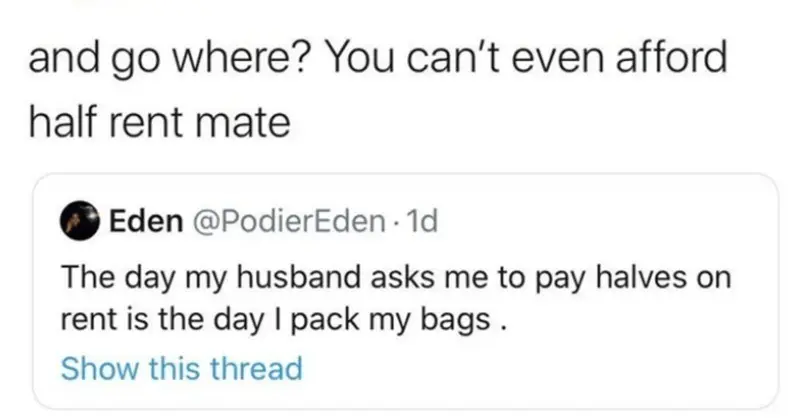 and go where? You can't even afford
half rent mate
Eden @PodierEden · 1d
The day my husband asks me to pay halves on
rent is the day I pack my bags .
Show this thread